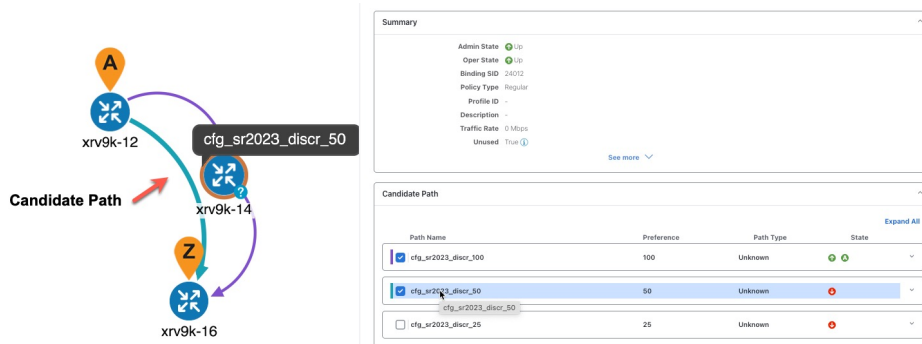 A
xrv9k-12
cfg_sr2023_discr_50
?
xrv9k-14
Candidate Path
Z
xrv9k-16
Summary
Admin State Up
Oper State Up
Binding SID 24012
Policy Type Regular
Profile ID -
Description -
Traffic Rate 0 Mbps
Unused True i
See more
Candidate Path
Expand All
Path Name Preference Path Type State
cfg_sr2023_discr_100 100 Unknown A
cfg_sr2023_discr_50 50 Unknown
cfg_sr2023_discr_50
cfg_sr2023_discr_25 25 Unknown